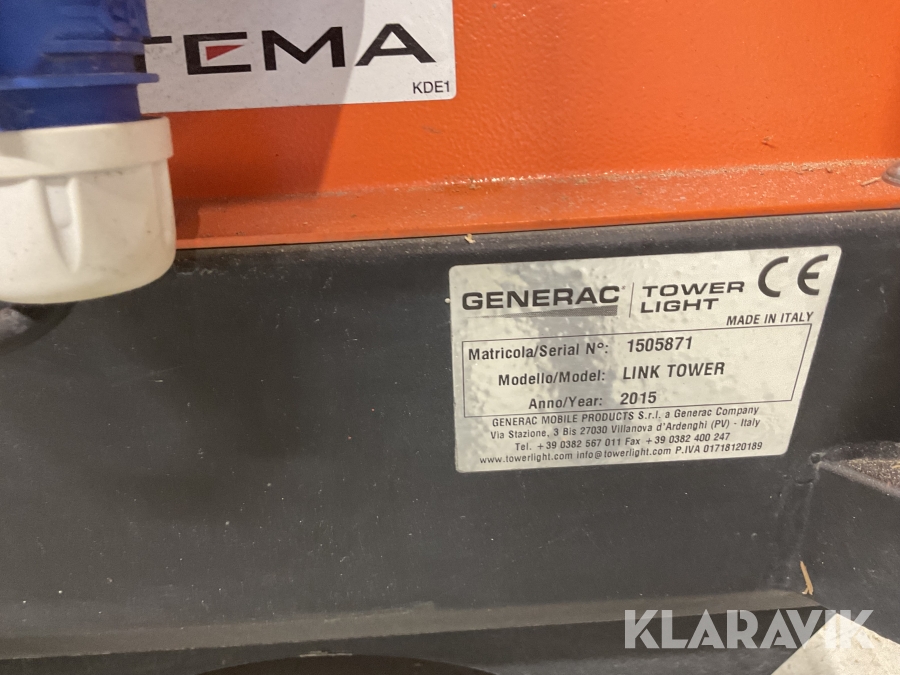 TEMA
KDE1
GENERAC TOWER LIGHT CE
MADE IN ITALY
Matricola/Serial Nº: 1505871
Modello/Model: LINK TOWER
Anno/Year: 2015
GENERAC MOBILE PRODUCTS S.r.l. a Generac Company
Via Stazione, 3 Bis 27030 Villanova d'Ardenghi (PV) - Italy
Tel. +39 0382 567 011 Fax +39 0382 400 247
www.towerlight.com info@towerlight.com P.IVA 01718120189
KLARAVIK